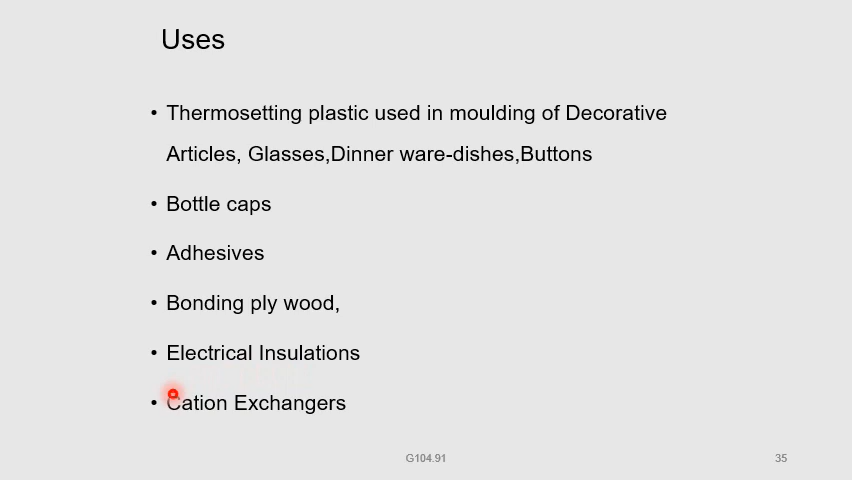 Uses
• Thermosetting plastic used in moulding of Decorative
Articles, Glasses,Dinner ware-dishes,Buttons
• Bottle caps
• Adhesives
• Bonding ply wood,
• Electrical Insulations
• Cation Exchangers
G104.91
35